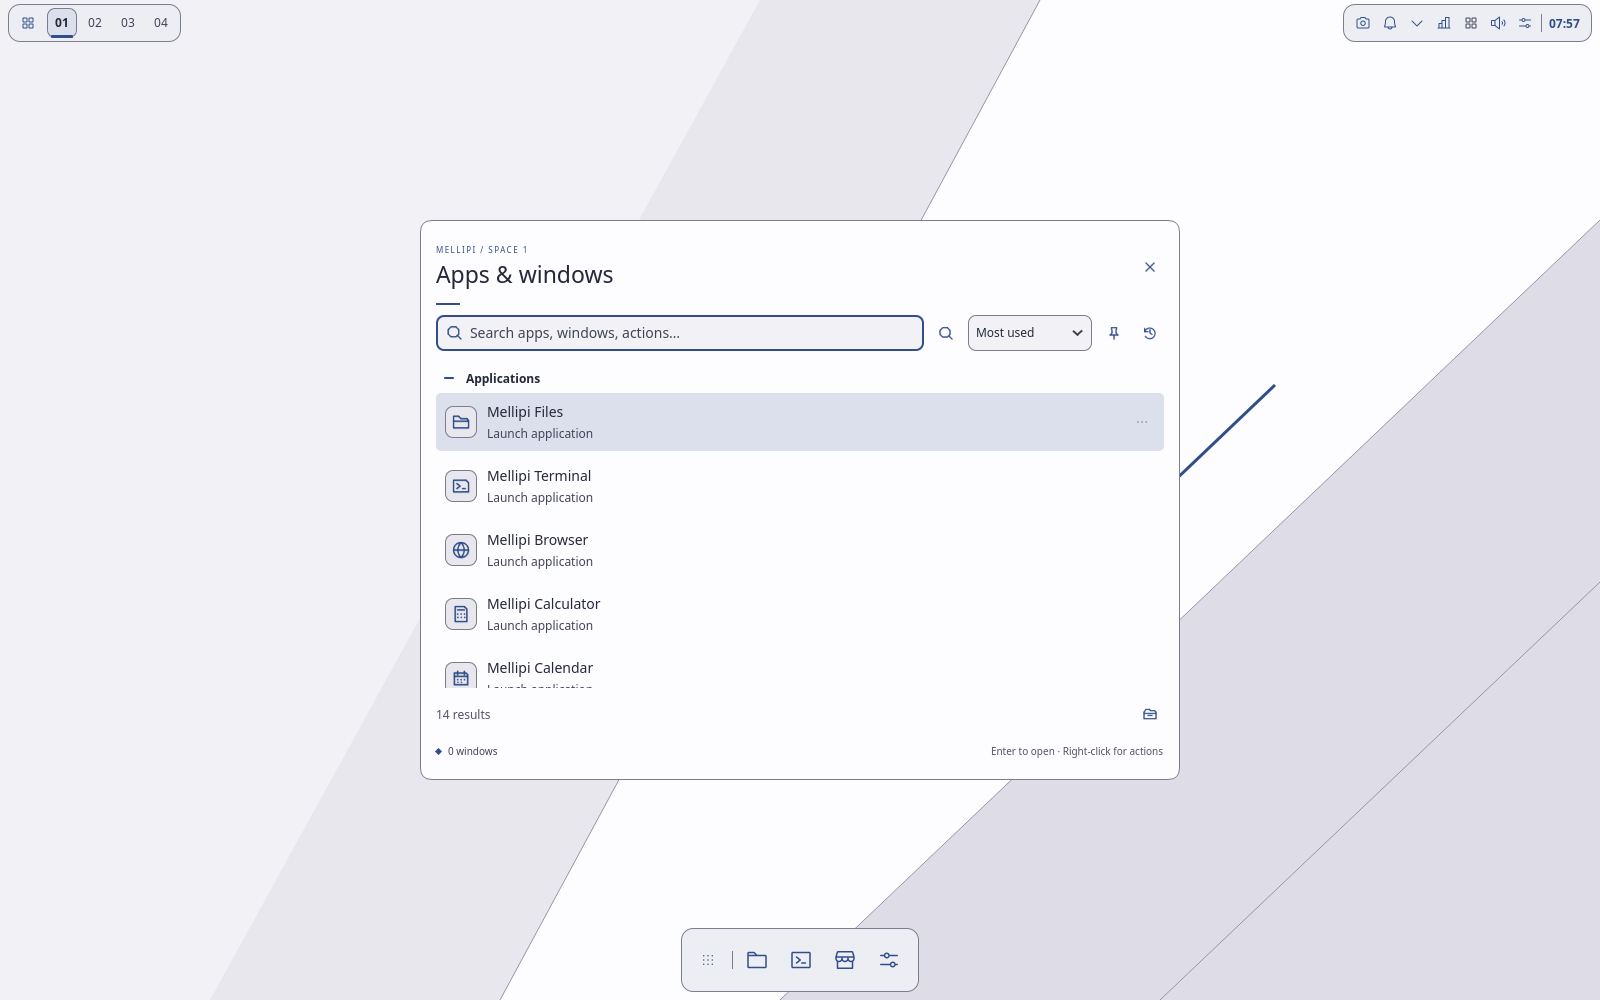 01 02 03 04
07:57
MELLIPI / SPACE 1
Apps & windows
Search apps, windows, actions...
Most used
Applications
Mellipi Files
Launch application
Mellipi Terminal
Launch application
Mellipi Browser
Launch application
Mellipi Calculator
Launch application
Mellipi Calendar
Launch application
14 results
0 windows
Enter to open · Right-click for actions